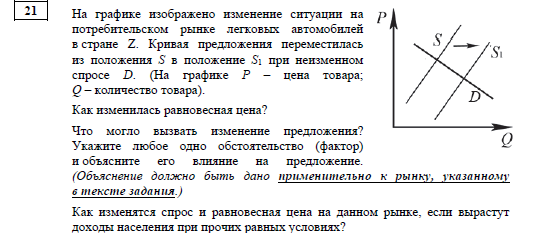 21
На графике изображено изменение ситуации на
потребительском рынке легковых автомобилей
в стране Z. Кривая предложения переместилась
из положения S в положение S₁ при неизменном
спросе D. (На графике P – цена товара;
Q – количество товара).
Как изменилась равновесная цена?
Что могло вызвать изменение предложения?
Укажите любое одно обстоятельство (фактор)
и объясните его влияние на предложение.
(Объяснение должно быть дано применительно к рынку, указанному
в тексте задания.)
Как изменятся спрос и равновесная цена на данном рынке, если вырастут
доходы населения при прочих равных условиях?
P
S
S₁
D
Q